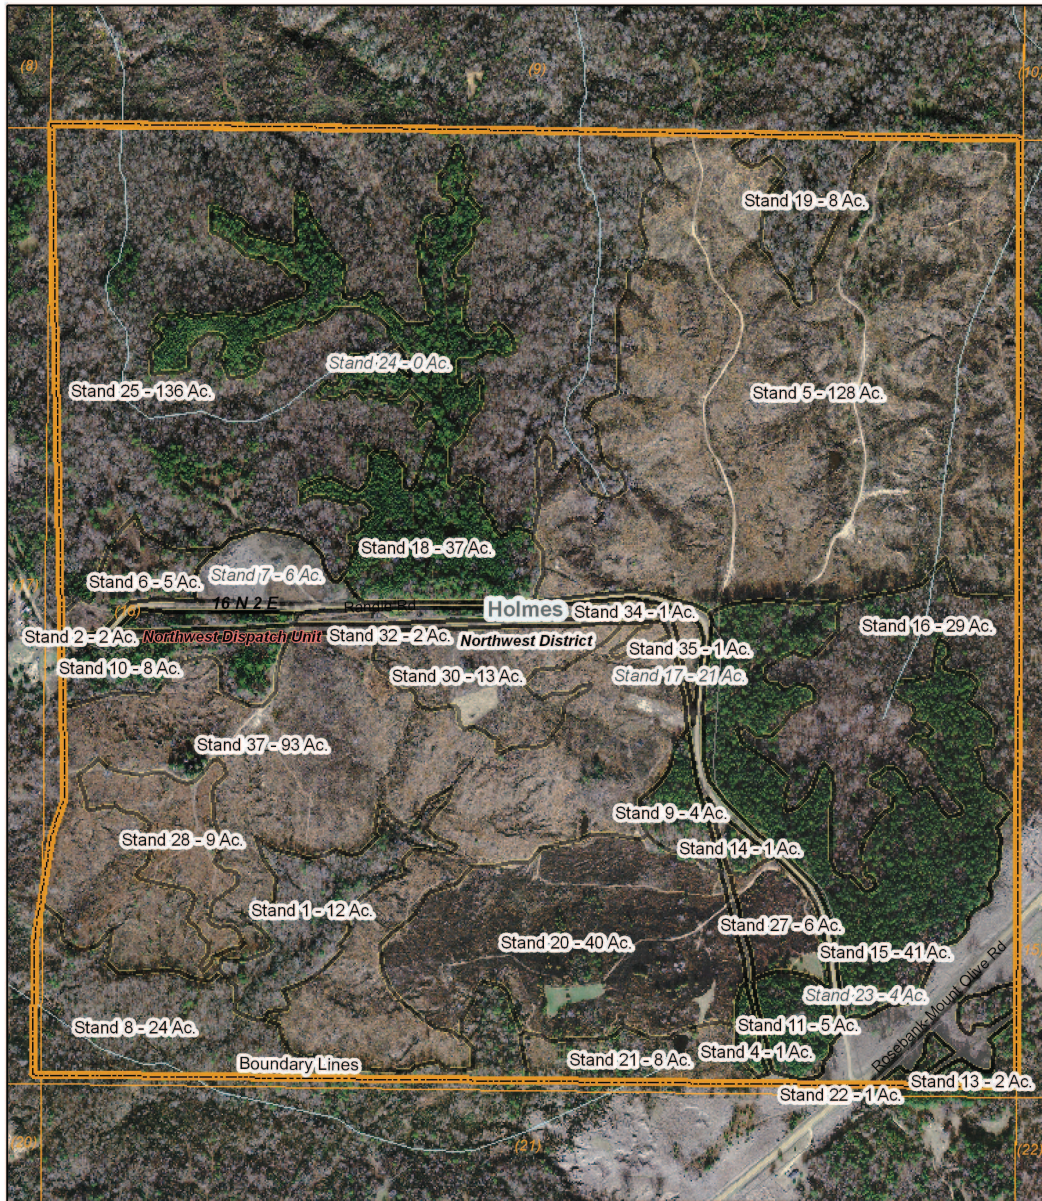 (8)
(9)
(10)
Stand 19 - 8 Ac.
Stand 24 - 0 Ac.
Stand 25 - 136 Ac.
Stand 5 - 128 Ac.
Stand 18 - 37 Ac.
(17)
Stand 6 - 5 Ac.
Stand 7 - 6 Ac.
16 N 2 E
(16)
Holmes
Stand 34 - 1 Ac.
Stand 16 - 29 Ac.
Stand 2 - 2 Ac.
Northwest Dispatch Unit
Stand 32 - 2 Ac.
Northwest District
Stand 35 - 1 Ac.
Stand 10 - 8 Ac.
Stand 30 - 13 Ac.
Stand 17 - 21 Ac.
Stand 37 - 93 Ac.
Stand 9 - 4 Ac.
Stand 28 - 9 Ac.
Stand 14 - 1 Ac.
Stand 1 - 12 Ac.
Stand 27 - 6 Ac.
Stand 20 - 40 Ac.
Stand 15 - 41 Ac.
Rosebank Mount Olive Rd
Stand 23 - 4 Ac.
Stand 8 - 24 Ac.
Stand 11 - 5 Ac.
Stand 4 - 1 Ac.
Stand 21 - 8 Ac.
Boundary Lines
Stand 13 - 2 Ac.
Stand 22 - 1 Ac.
(20)
(21)
(22)